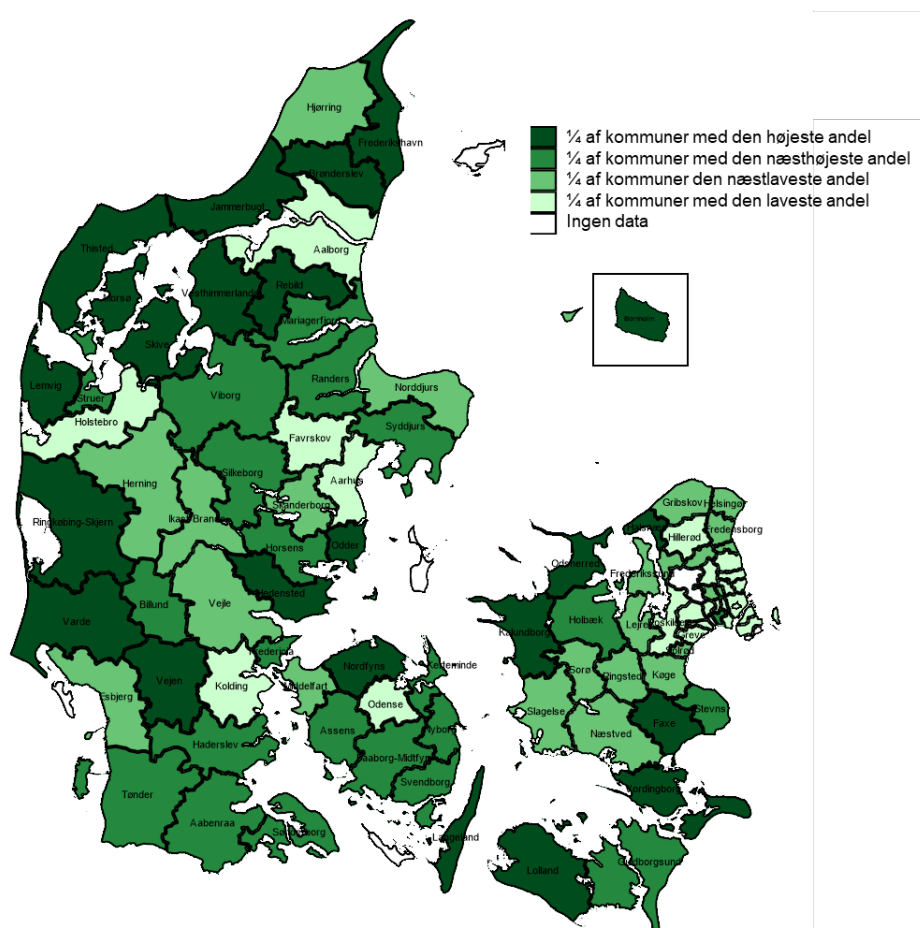 Hjørring
Frederikshavn
Brønderslev
Jammerbugt
Aalborg
Thisted
Morsø
Vesthimmerlands
Rebild
Mariagerfjord
Skive
Lemvig
Struer
Holstebro
Viborg
Randers
Norddjurs
Syddjurs
Favrskov
Aarhus
Herning
Silkeborg
Skanderborg
Ikast-Brande
Ringkøbing-Skjern
Horsens
Odder
Hedensted
Varde
Billund
Vejle
Esbjerg
Vejen
Kolding
Fredericia
Haderslev
Tønder
Aabenraa
Sønderborg
Middelfart
Nordfyns
Kerteminde
Odense
Assens
Nyborg
Faaborg-Midtfyn
Svendborg
Langeland
¼ af kommuner med den højeste andel
¼ af kommuner med den næsthøjeste andel
¼ af kommuner den næstlaveste andel
¼ af kommuner med den laveste andel
Ingen data
Bornholm
Gribskov
Helsingør
Halsnæs
Hillerød
Fredensborg
Odsherred
Frederikssund
Kalundborg
Holbæk
Lejre
Roskilde
Greve
Solrød
Sorø
Ringsted
Køge
Slagelse
Næstved
Faxe
Stevns
Vordingborg
Lolland
Guldborgsund